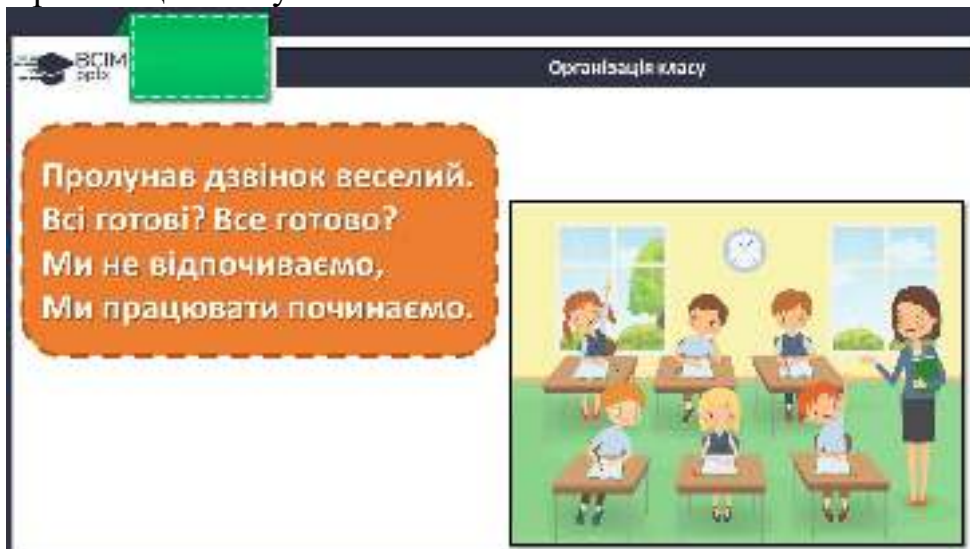 ВСІМ
Організація класу
Пролунав дзвінок веселий.
Всі готові? Все готово?
Ми не відпочиваємо,
Ми працювати починаємо.